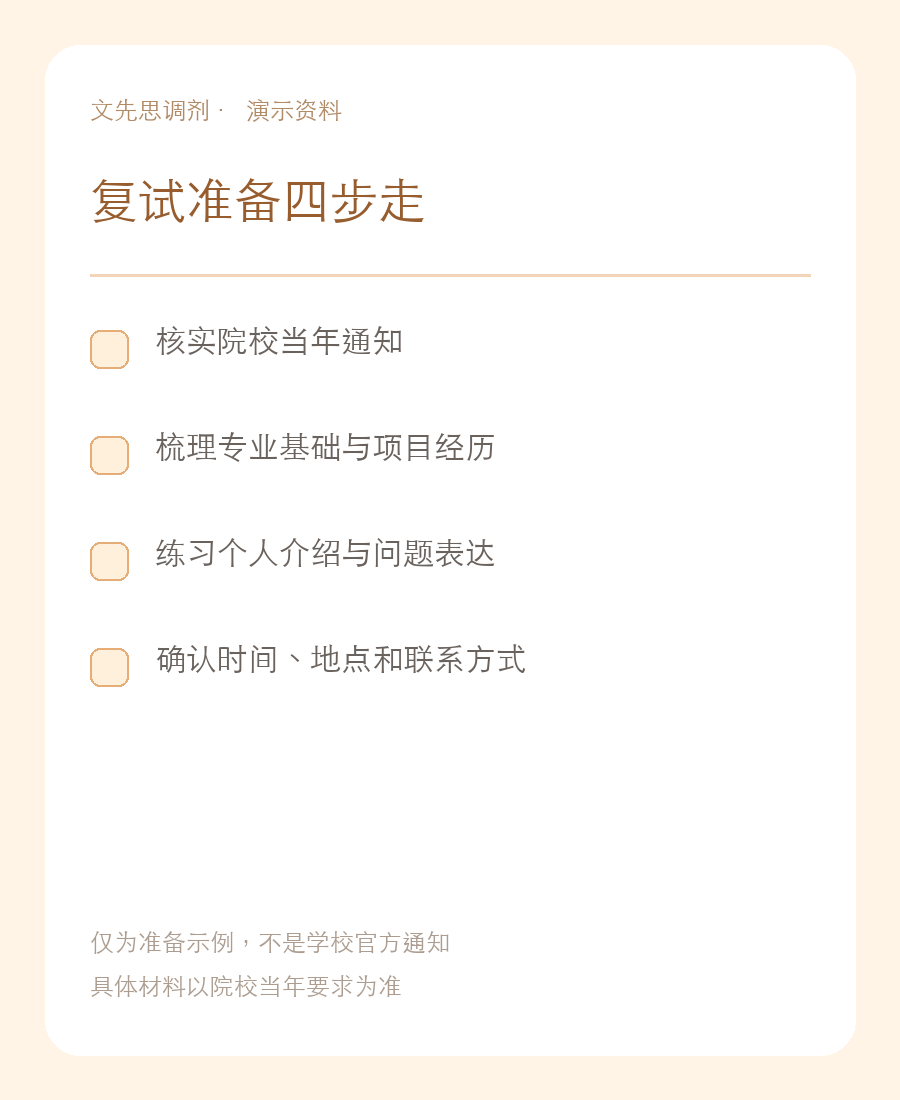 文先思调剂 · 演示资料
复试准备四步走
核实院校当年通知
梳理专业基础与项目经历
练习个人介绍与问题表达
确认时间、地点和联系方式
仅为准备示例，不是学校官方通知
具体材料以院校当年要求为准